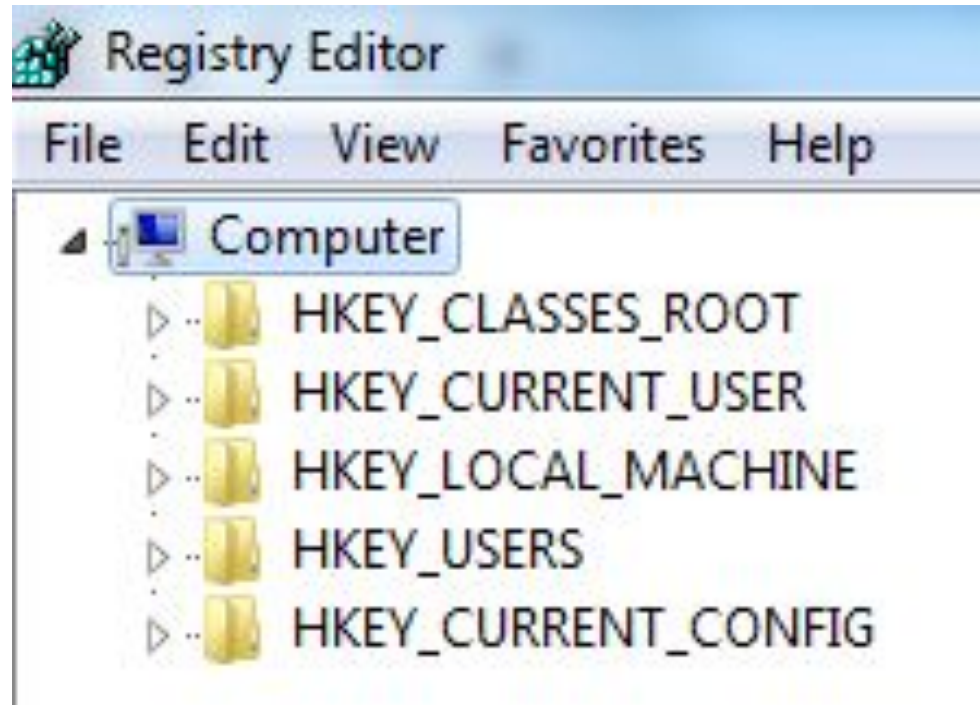 Registry Editor
File Edit View Favorites Help
Computer
HKEY_CLASSES_ROOT
HKEY_CURRENT_USER
HKEY_LOCAL_MACHINE
HKEY_USERS
HKEY_CURRENT_CONFIG